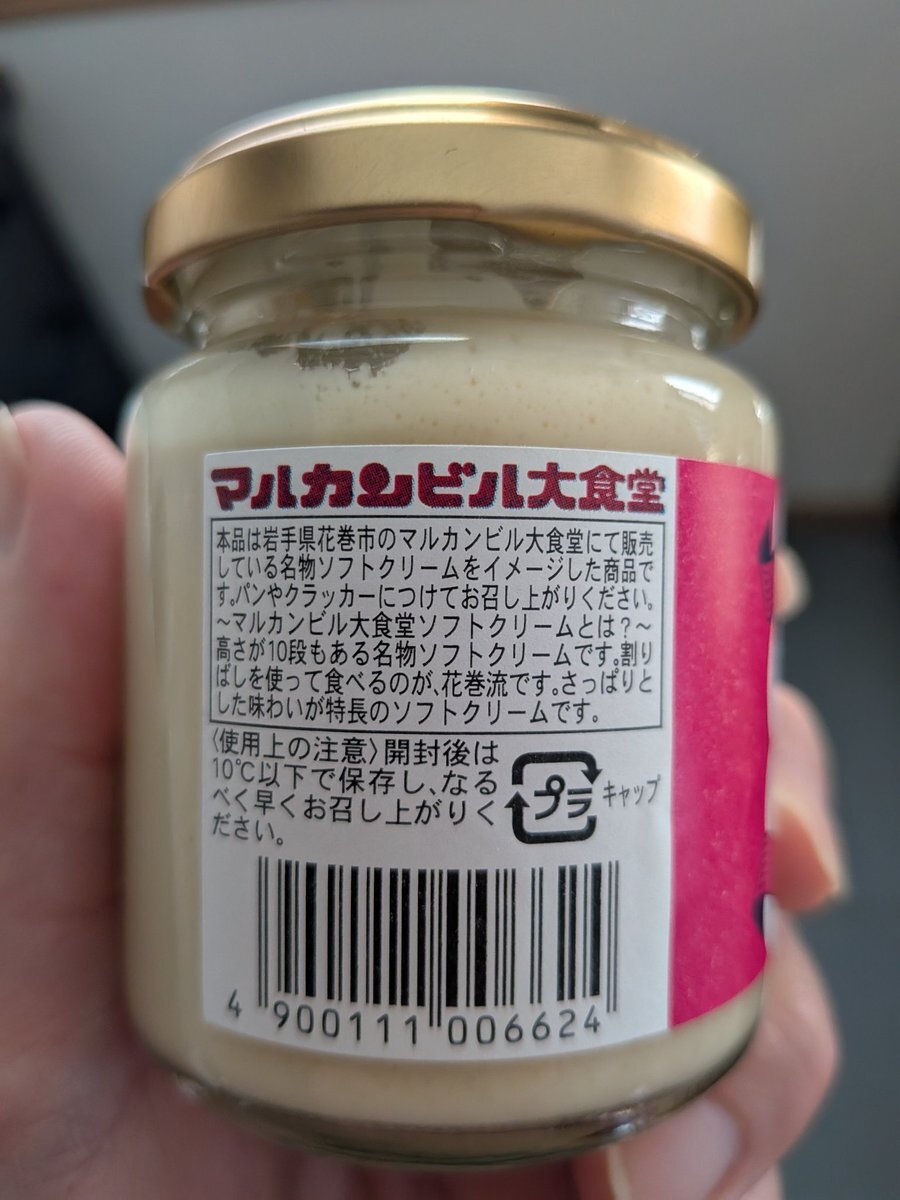 マルカンビル大食堂
本品は岩手県花巻市のマルカンビル大食堂にて販売
している名物ソフトクリームをイメージした商品で
す。パンやクラッカーにつけてお召し上がりください。
～マルカンビル大食堂ソフトクリームとは？～
高さが10段もある名物ソフトクリームです。割り
ばしを使って食べるのが、花巻流です。さっぱりと
した味わいが特長のソフトクリームです。
〈使用上の注意〉開封後は
10℃以下で保存し、なる
べく早くお召し上がりく
ださい。
プラ キャップ
4 900111 006624